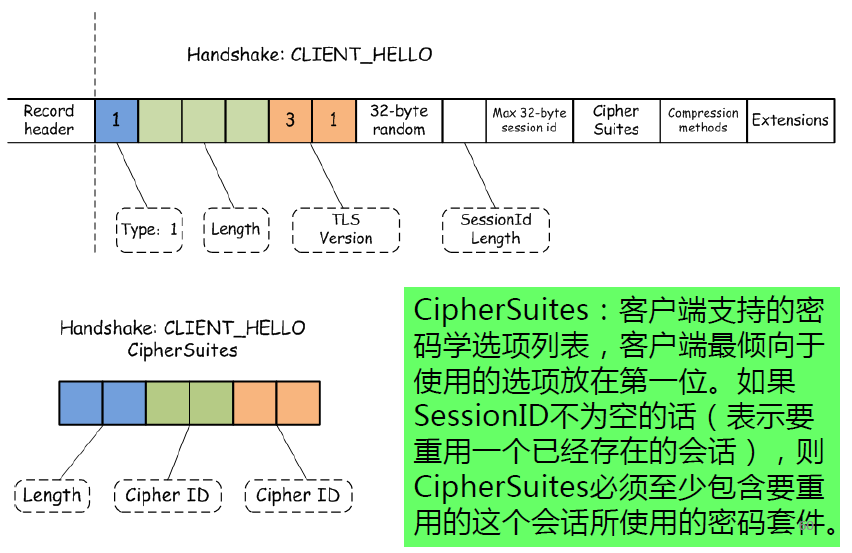 Handshake: CLIENT_HELLO
Record header
1
3
1
32-byte random
Max 32-byte session id
Cipher Suites
Compression methods
Extensions
Type: 1
Length
TLS Version
SessionId Length
Handshake: CLIENT_HELLO
CipherSuites
Length
Cipher ID
Cipher ID
CipherSuites：客户端支持的密
码学选项列表，客户端最倾向于
使用的选项放在第一位。如果
SessionID不为空的话（表示要
重用一个已经存在的会话），则
CipherSuites必须至少包含要重
用的这个会话所使用的密码套件。
60